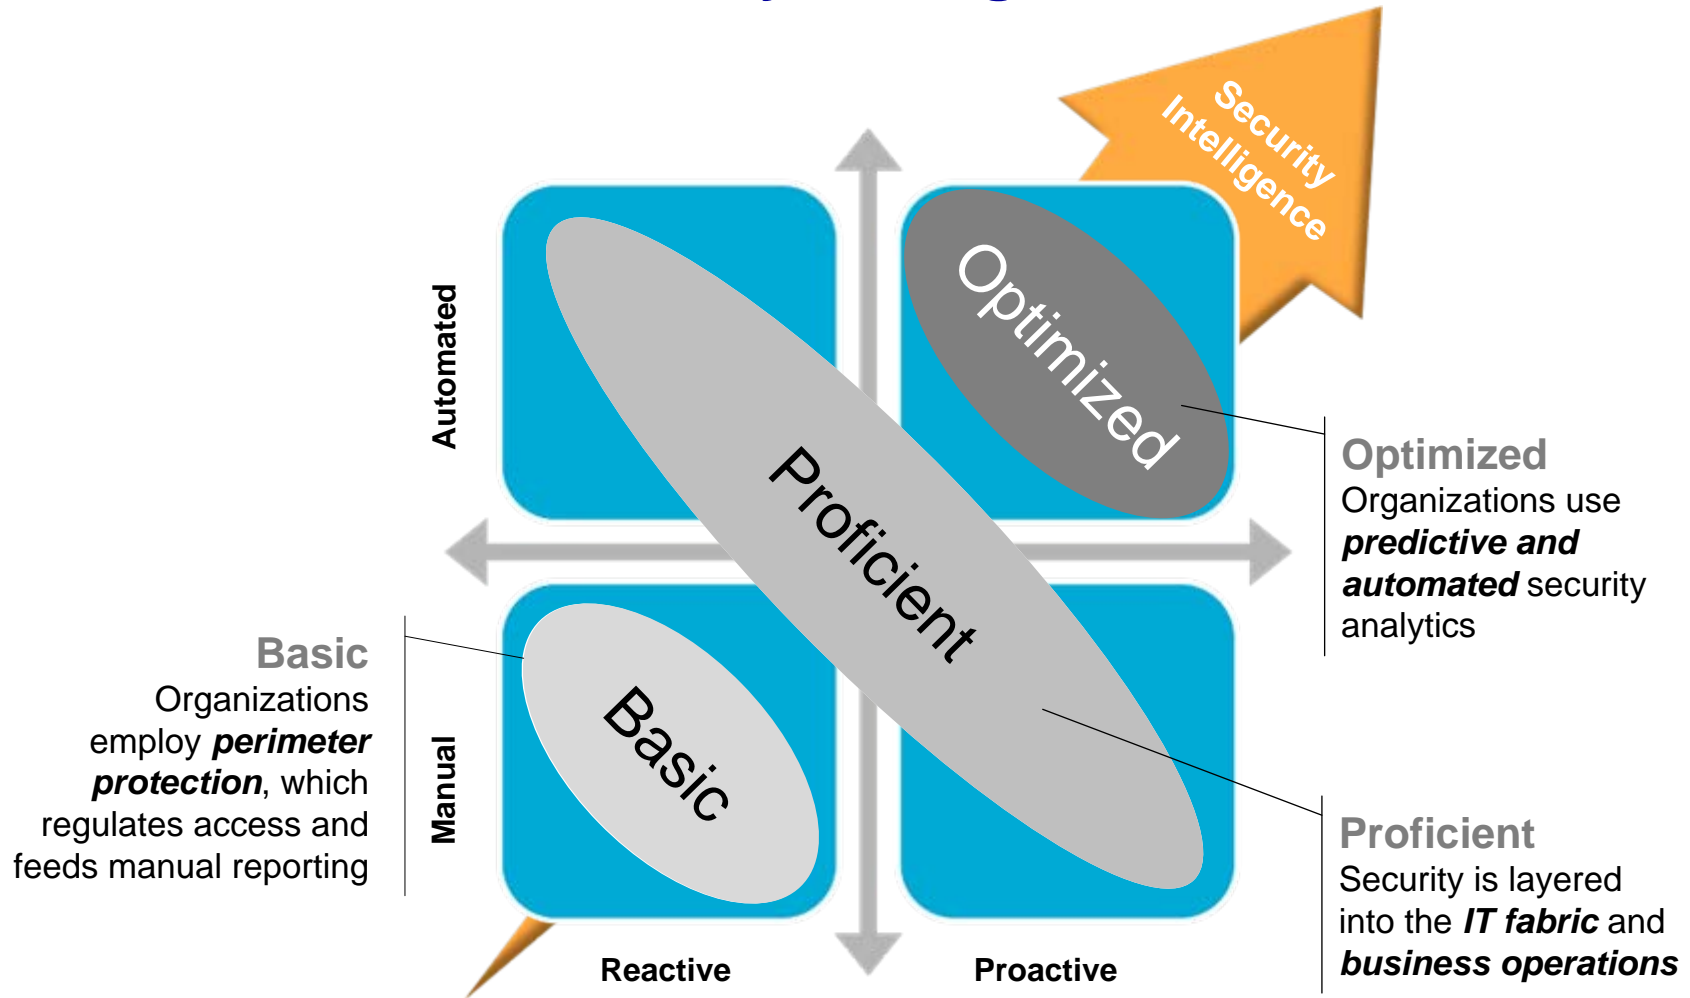 Security
Intelligence
Automated
Optimized
Proficient
Optimized
Organizations use
predictive and
automated security
analytics
Basic
Organizations
employ perimeter
protection, which
regulates access and
feeds manual reporting
Manual
Basic
Proficient
Security is layered
into the IT fabric and
business operations
Reactive
Proactive